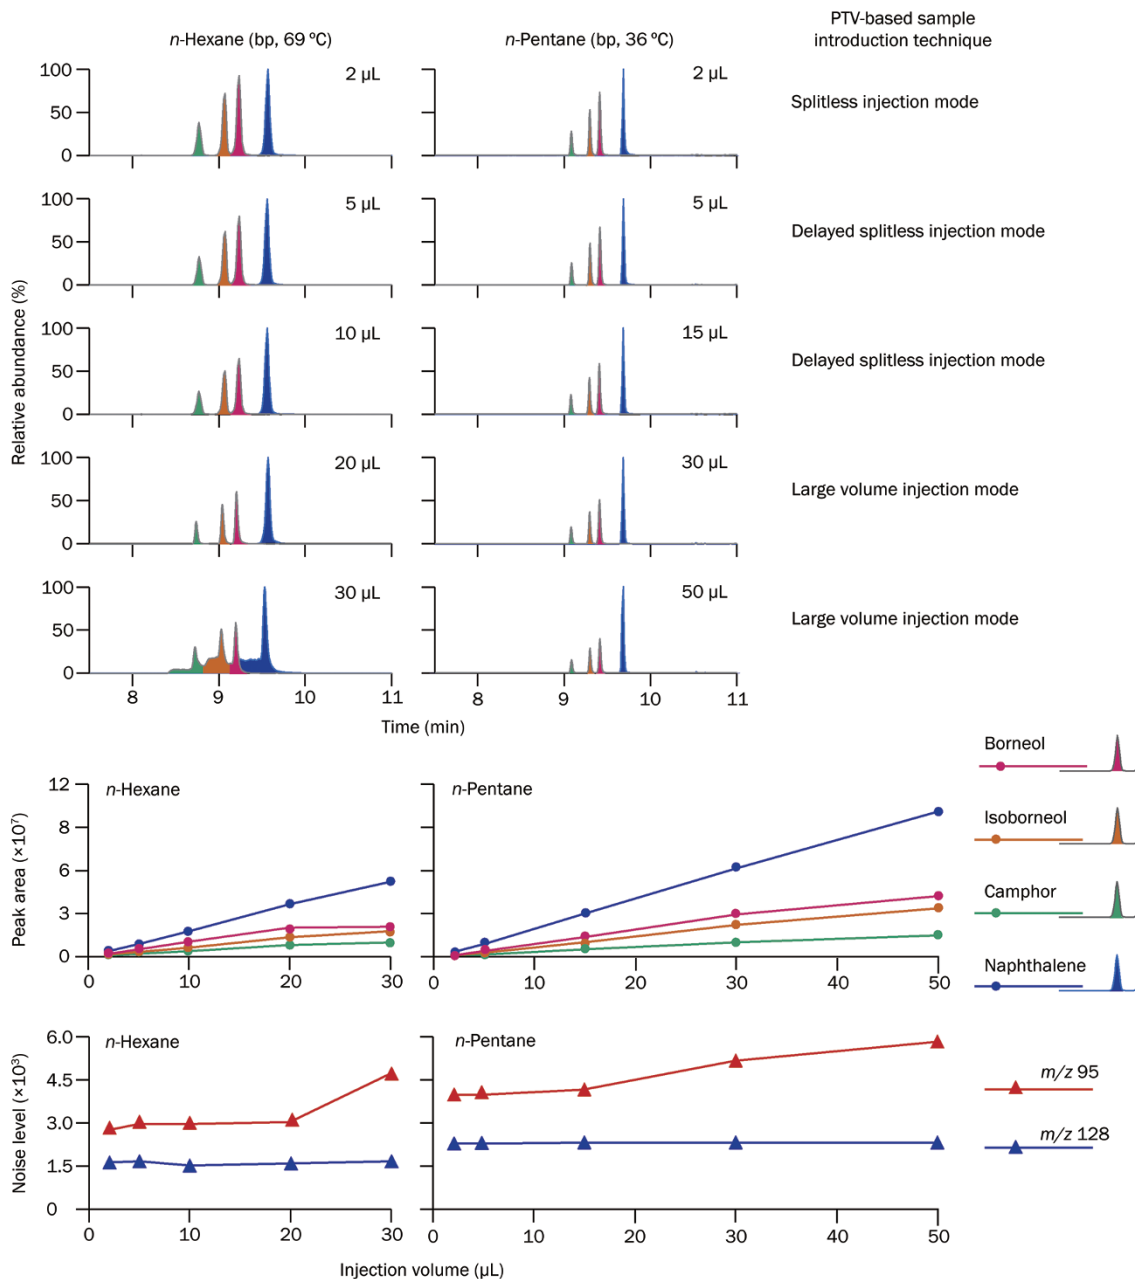 n-Hexane (bp, 69 ºC)
n-Pentane (bp, 36 ºC)
PTV-based sample
introduction technique
Relative abundance (%)
100
50
0
2 µL
2 µL
Splitless injection mode
100
50
0
5 µL
5 µL
Delayed splitless injection mode
100
50
0
10 µL
15 µL
Delayed splitless injection mode
100
50
0
20 µL
30 µL
Large volume injection mode
100
50
0
30 µL
50 µL
Large volume injection mode
8 9 10 11
8 9 10 11
Time (min)
Peak area (×10⁷)
12
8
6
3
0
n-Hexane
0 10 20 30
n-Pentane
0 10 20 30 40 50
Borneol
Isoborneol
Camphor
Naphthalene
Noise level (×10³)
6.0
4.5
3.0
1.5
0
n-Hexane
0 10 20 30
n-Pentane
0 10 20 30 40 50
m/z 95
m/z 128
Injection volume (µL)